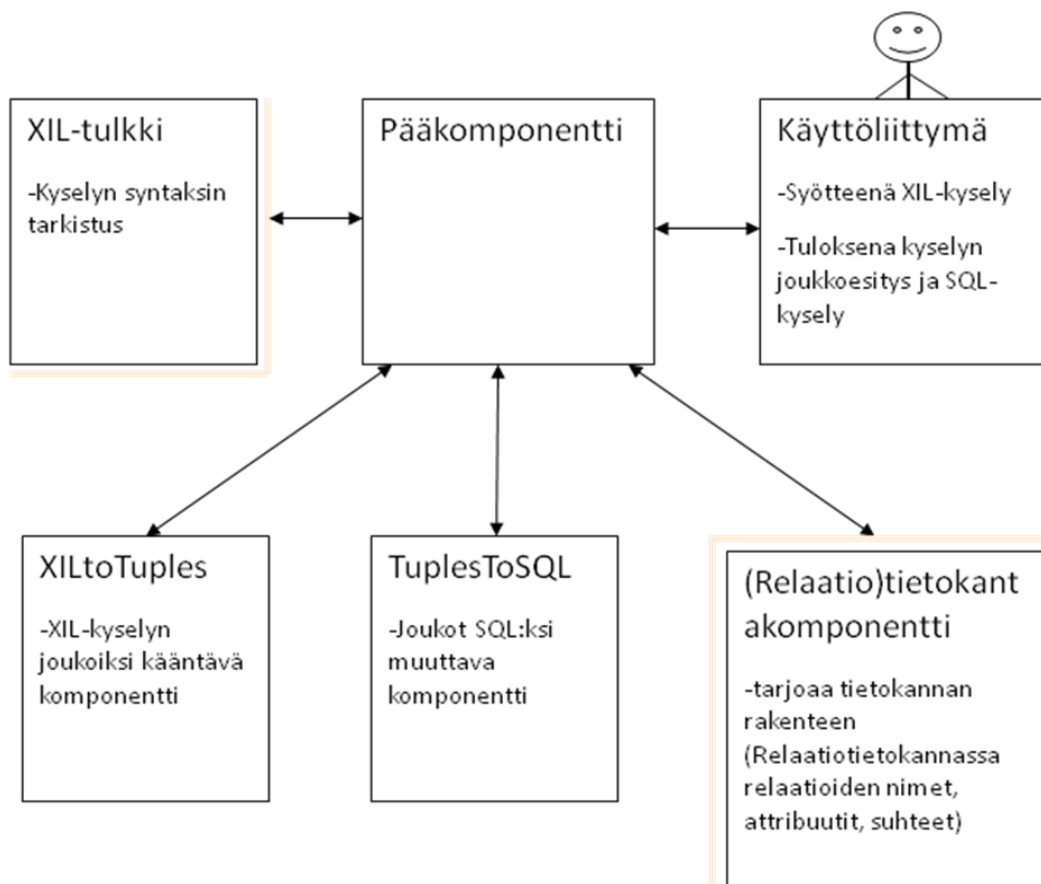 XIL-tulkki
-Kyselyn syntaksin
tarkistus
Pääkomponentti
Käyttöliittymä
-Syötteenä XIL-kysely
-Tuloksena kyselyn
joukkoesitys ja SQL-
kysely
XILtoTuples
-XIL-kyselyn
joukoiksi kääntävä
komponentti
TuplesToSQL
-Joukot SQL:ksi
muuttava
komponentti
(Relaatio)tietokant
akomponentti
-tarjoaa tietokannan
rakenteen
(Relaatiotietokannassa
relaatioiden nimet,
attribuutit, suhteet)